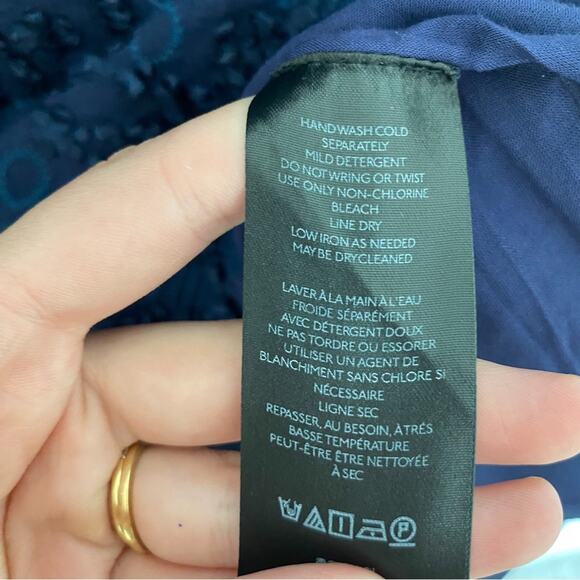 HAND WASH COLD
SEPARATELY
MILD DETERGENT
DO NOT WRING OR TWIST
USE ONLY NON-CHLORINE
BLEACH
LINE DRY
LOW IRON AS NEEDED
MAY BE DRYCLEANED
LAVER À LA MAIN À L'EAU
FROIDE SÉPARÉMENT
AVEC DÉTERGENT DOUX
NE PAS TORDRE OU ESSORER
UTILISER UN AGENT DE
BLANCHIMENT SANS CHLORE SI
NÉCESSAIRE
LIGNE SEC
REPASSER, AU BESOIN, À TRÉS
BASSE TEMPÉRATURE
PEUT-ÊTRE ÊTRE NETTOYÉE
À SEC
P